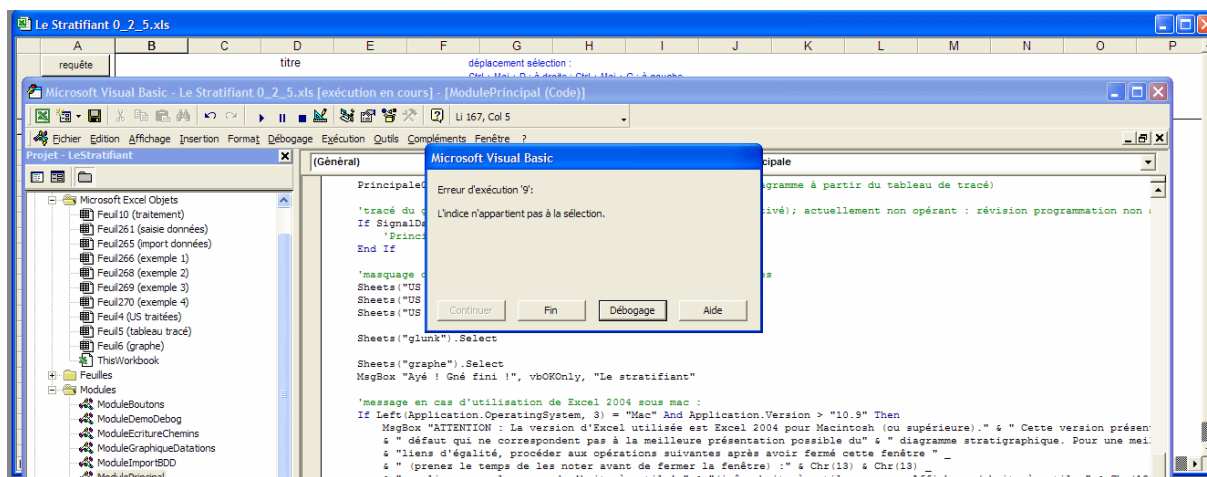 Le Stratifiant 0_2_5.xls
A B C D E F G H I J K L M N O P
requête titre déplacement sélection :
Microsoft Visual Basic - Le Stratifiant 0_2_5.xls [exécution en cours] - [ModulePrincipal (Code)]
Li 167, Col 5
Fichier Edition Affichage Insertion Format Débogage Exécution Outils Compléments Fenêtre ?
Projet - LeStratifiant
(Général)
cipale
Microsoft Excel Objets
Feuil10 (traitement)
Feuil261 (saisie données)
Feuil265 (import données)
Feuil266 (exemple 1)
Feuil268 (exemple 2)
Feuil269 (exemple 3)
Feuil270 (exemple 4)
Feuil4 (US traitées)
Feuil5 (tableau tracé)
Feuil6 (graphe)
ThisWorkbook
Feuilles
Modules
ModuleBoutons
ModuleDemoDebog
ModuleEcritureChemins
ModuleGraphiqueDatations
ModuleImportBDD
ModulePrincipal
Microsoft Visual Basic
Erreur d'exécution '9':
L'indice n'appartient pas à la sélection.
Continuer Fin Débogage Aide
Principale
gramme à partir du tableau de tracé)
'tracé du
ivé); actuellement non opérant : révision programmation non
If SignalDa
'Princi
End If
'masquage
Sheets("US
Sheets("US
Sheets("US
Sheets("glunk").Select
Sheets("graphe").Select
MsgBox "Ayé ! Gné fini !", vbOKOnly, "Le stratifiant"
'message en cas d'utilisation de Excel 2004 sous mac :
If Left(Application.OperatingSystem, 3) = "Mac" And Application.Version > "10.9" Then
MsgBox "ATTENTION : La version d'Excel utilisée est Excel 2004 pour Macintosh (ou supérieure)." & " Cette version présen
& " défaut qui ne correspondent pas à la meilleure présentation possible du" & " diagramme stratigraphique. Pour une mei
& "liens d'égalité, procéder aux opérations suivantes après avoir fermé cette fenêtre " _
& " (prenez le temps de les noter avant de fermer la fenêtre) :" & Chr(13) & Chr(13) _